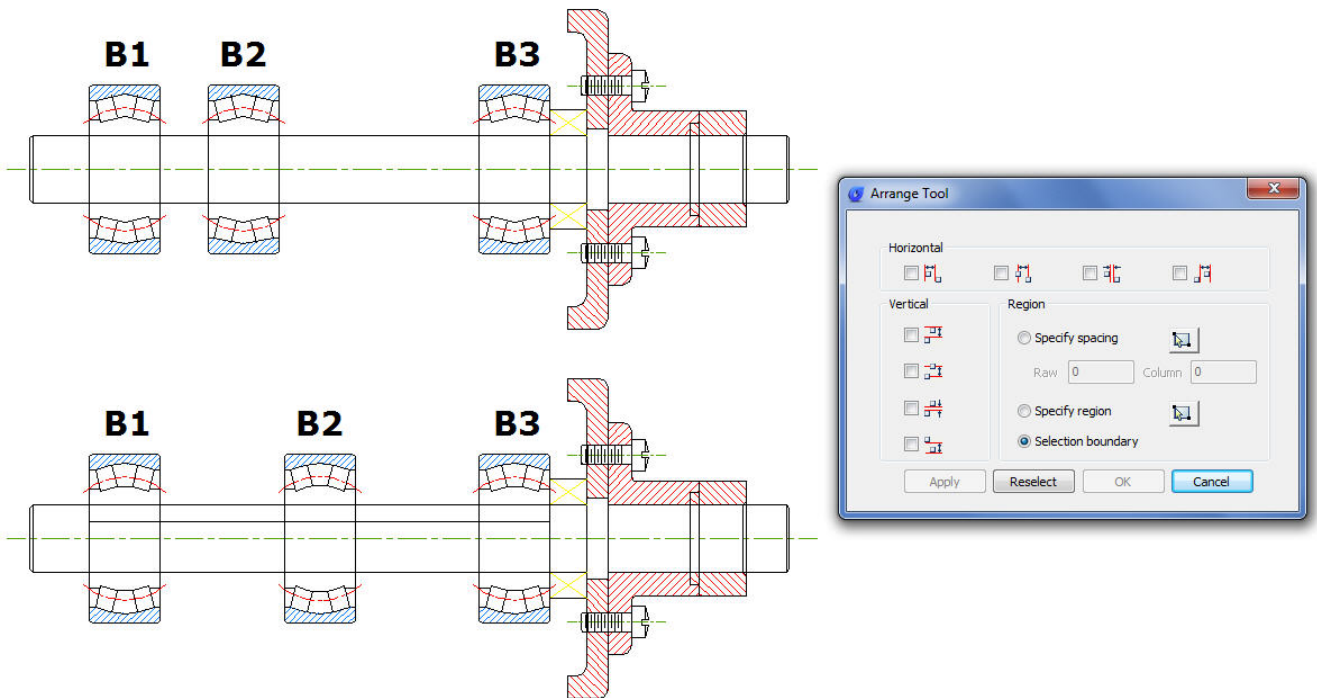 B1 B2 B3
Arrange Tool
Horizontal
Vertical
Region
Specify spacing
Raw 0 Column 0
Specify region
Selection boundary
Apply Reselect OK Cancel
B1 B2 B3